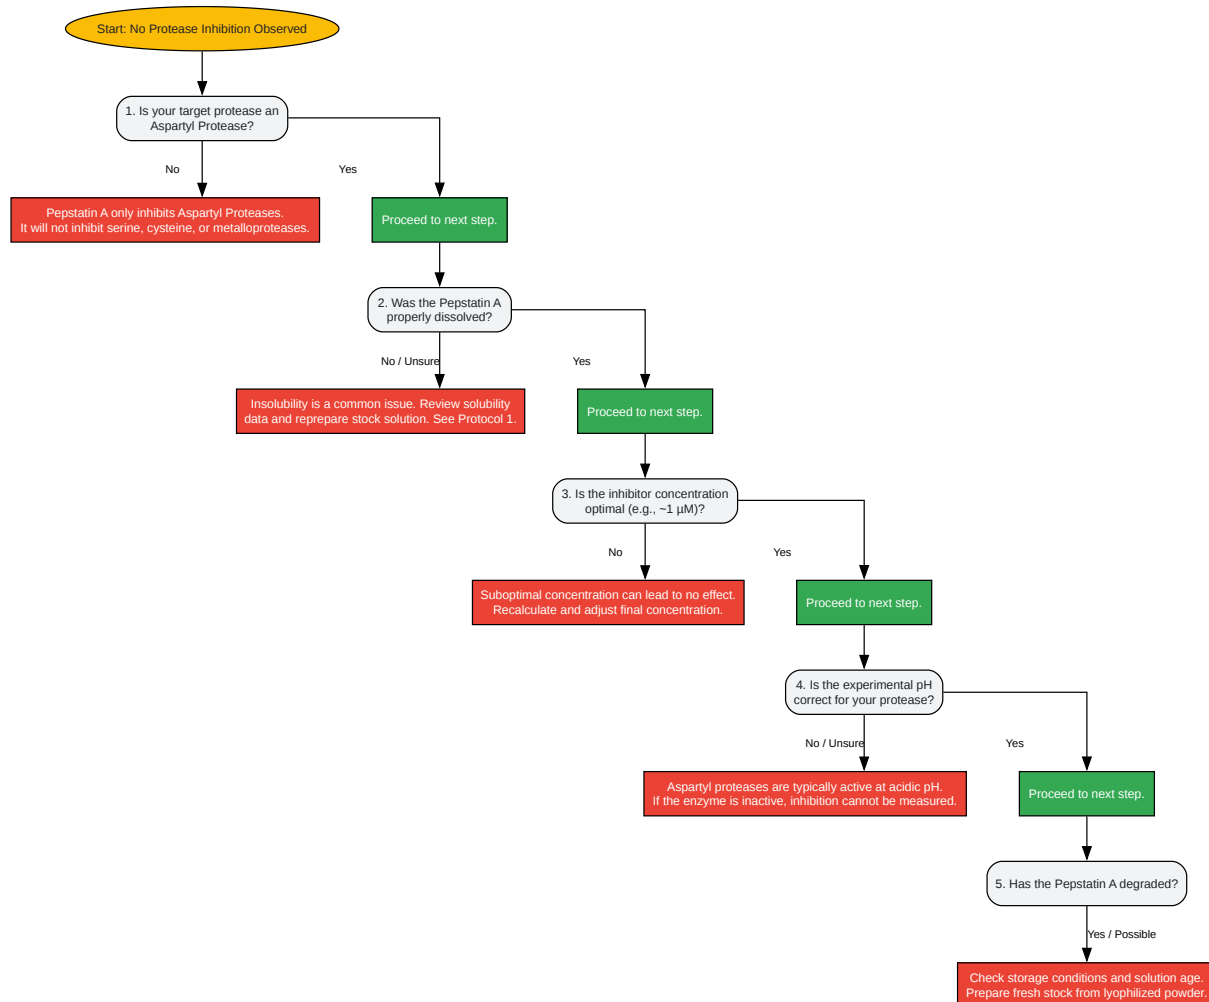 Start: No Protease Inhibition Observed
1. Is your target protease an
Aspartyl Protease?
No
Yes
Pepstatin A only inhibits Aspartyl Proteases.
It will not inhibit serine, cysteine, or metalloproteases.
Proceed to next step.
2. Was the Pepstatin A
properly dissolved?
No / Unsure
Yes
Insolubility is a common issue. Review solubility
data and reprepare stock solution. See Protocol 1.
Proceed to next step.
3. Is the inhibitor concentration
optimal (e.g., ~1 µM)?
No
Yes
Suboptimal concentration can lead to no effect.
Recalculate and adjust final concentration.
Proceed to next step.
4. Is the experimental pH
correct for your protease?
No / Unsure
Yes
Aspartyl proteases are typically active at acidic pH.
If the enzyme is inactive, inhibition cannot be measured.
Proceed to next step.
5. Has the Pepstatin A degraded?
Yes / Possible
Check storage conditions and solution age.
Prepare fresh stock from lyophilized powder.